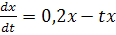 dx/dt = 0,2x − tx